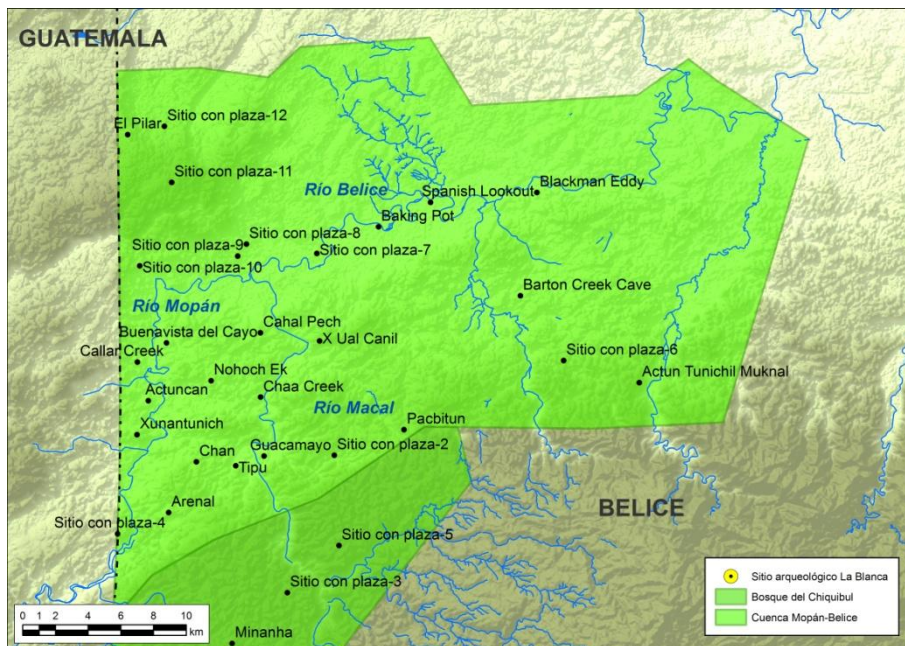 GUATEMALA
El Pilar
Sitio con plaza-12
Sitio con plaza-11
Río Belice
Spanish Lookout
Blackman Eddy
Baking Pot
Sitio con plaza-8
Sitio con plaza-9
Sitio con plaza-7
Sitio con plaza-10
Río Mopán
Barton Creek Cave
Buenavista del Cayo
Cahal Pech
X Ual Canil
Callar Creek
Sitio con plaza-6
Nohoch Ek
Actun Tunichil Muknal
Actuncan
Chaa Creek
Río Macal
Xunantunich
Pacbitun
Chan
Guacamayo
Sitio con plaza-2
Tipu
Arenal
BELICE
Sitio con plaza-4
Sitio con plaza-5
Sitio con plaza-3
Minanha
0 1 2 4 6 8 10
km
Sitio arqueológico La Blanca
Bosque del Chiquibul
Cuenca Mopán-Belice